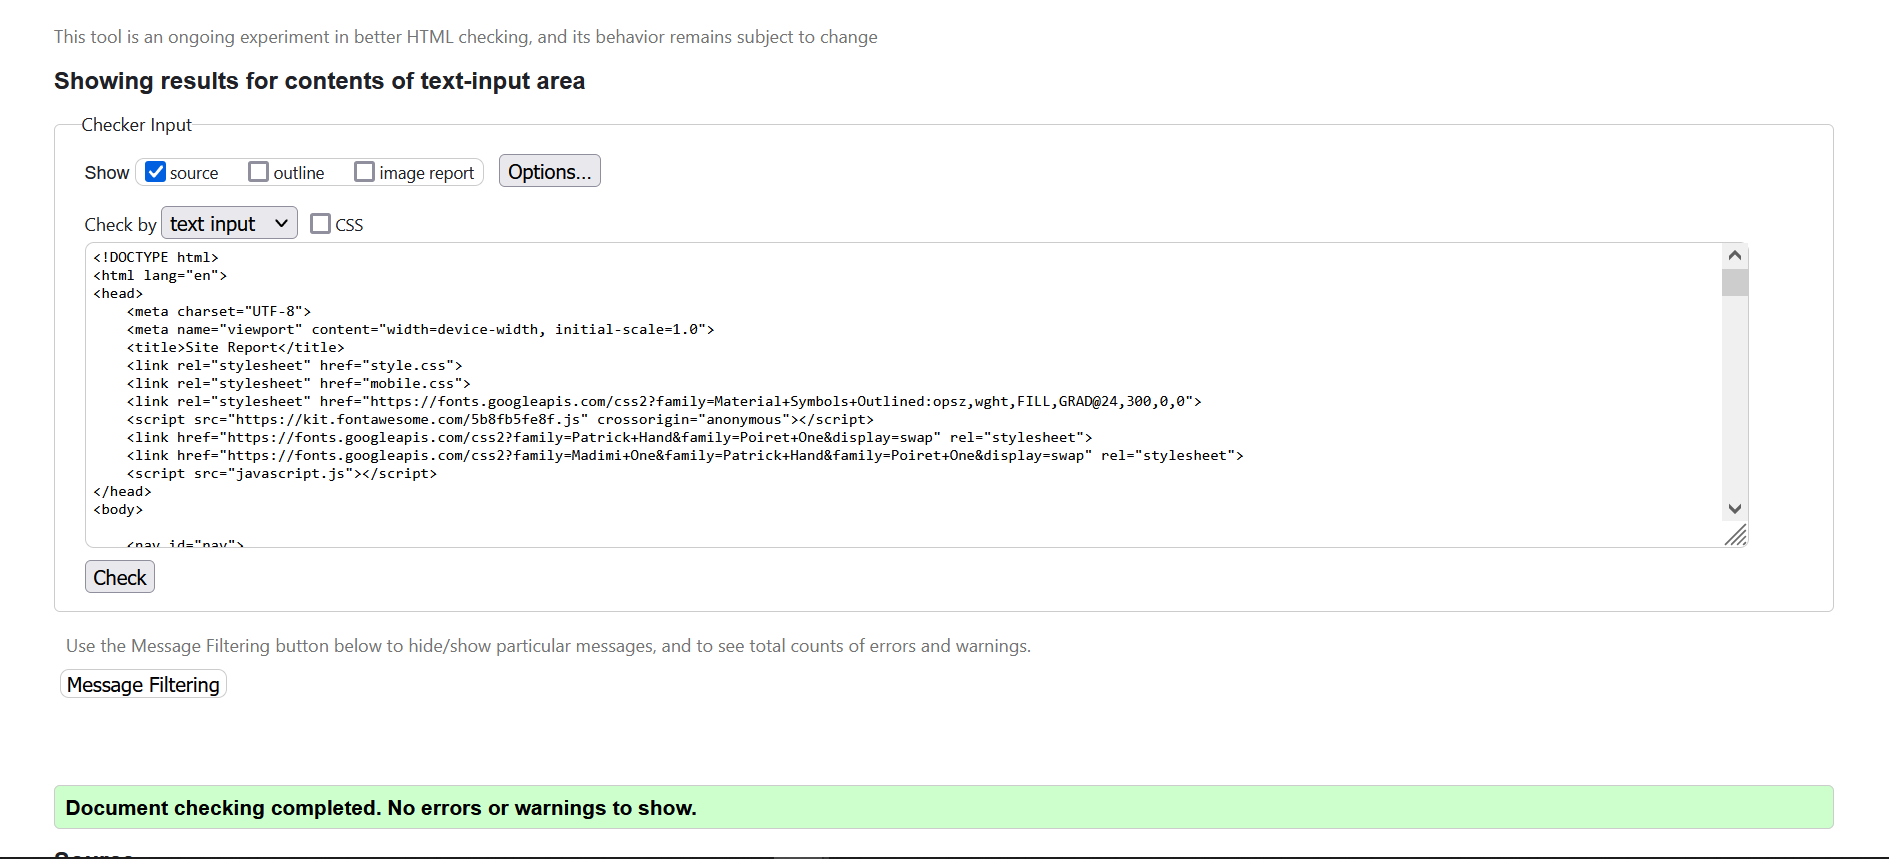 This tool is an ongoing experiment in better HTML checking, and its behavior remains subject to change
Showing results for contents of text-input area
Checker Input
Show source outline image report Options...
Check by text input CSS
<!DOCTYPE html>
<html lang="en">
<head>
    <meta charset="UTF-8">
    <meta name="viewport" content="width=device-width, initial-scale=1.0">
    <title>Site Report</title>
    <link rel="stylesheet" href="style.css">
    <link rel="stylesheet" href="mobile.css">
    <link rel="stylesheet" href="https://fonts.googleapis.com/css2?family=Material+Symbols+Outlined:opsz,wght,FILL,GRAD@24,300,0,0">
    <script src="https://kit.fontawesome.com/5b8fb5fe8f.js" crossorigin="anonymous"></script>
    <link href="https://fonts.googleapis.com/css2?family=Patrick+Hand&family=Poiret+One&display=swap" rel="stylesheet">
    <link href="https://fonts.googleapis.com/css2?family=Madimi+One&family=Patrick+Hand&family=Poiret+One&display=swap" rel="stylesheet">
    <script src="javascript.js"></script>
</head>
<body>
    <nav id="nav">
Check
Use the Message Filtering button below to hide/show particular messages, and to see total counts of errors and warnings.
Message Filtering
Document checking completed. No errors or warnings to show.